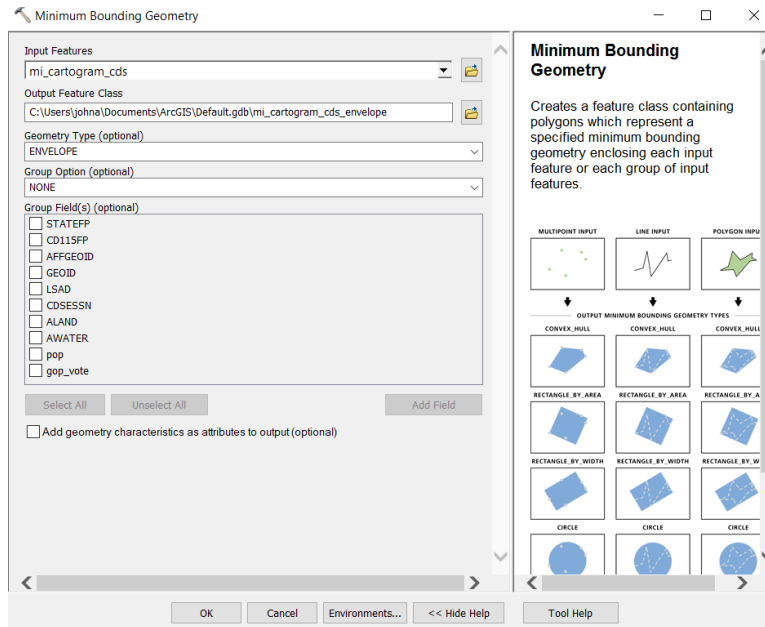 Minimum Bounding Geometry
Input Features
mi_cartogram_cds
Output Feature Class
C:\Users\johna\Documents\ArcGIS\Default.gdb\mi_cartogram_cds_envelope
Geometry Type (optional)
ENVELOPE
Group Option (optional)
NONE
Group Field(s) (optional)
STATEFP
CD115FP
AFFGEOID
GEOID
LSAD
CDSESSN
ALAND
AWATER
pop
gop_vote
Select All
Unselect All
Add Field
Add geometry characteristics as attributes to output (optional)
Minimum Bounding
Geometry
Creates a feature class containing
polygons which represent a
specified minimum bounding
geometry enclosing each input
feature or each group of input
features.
MULTIPOINT INPUT LINE INPUT POLYGON INPU
OUTPUT MINIMUM BOUNDING GEOMETRY TYPES
CONVEX_HULL CONVEX_HULL CONVEX_HULL
RECTANGLE_BY_AREA RECTANGLE_BY_AREA RECTANGLE_BY_A
RECTANGLE_BY_WIDTH RECTANGLE_BY_WIDTH RECTANGLE_BY_W
CIRCLE CIRCLE CIRCLE
OK
Cancel
Environments...
<< Hide Help
Tool Help